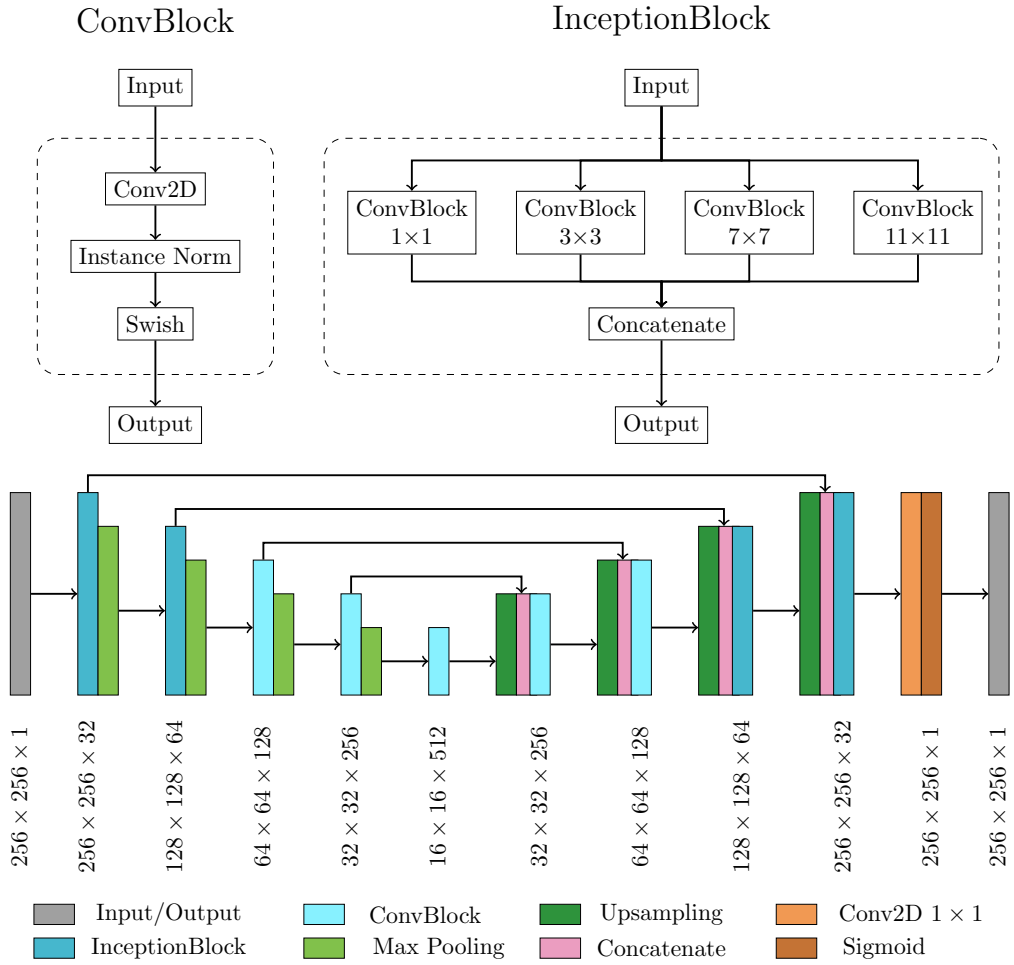 ConvBlock
InceptionBlock
Input
Conv2D
Instance Norm
Swish
Output
Input
ConvBlock
1×1
ConvBlock
3×3
ConvBlock
7×7
ConvBlock
11×11
Concatenate
Output
256 × 256 × 1
256 × 256 × 32
128 × 128 × 64
64 × 64 × 128
32 × 32 × 256
16 × 16 × 512
32 × 32 × 256
64 × 64 × 128
128 × 128 × 64
256 × 256 × 32
256 × 256 × 1
256 × 256 × 1
Input/Output
ConvBlock
Upsampling
Conv2D 1 × 1
InceptionBlock
Max Pooling
Concatenate
Sigmoid